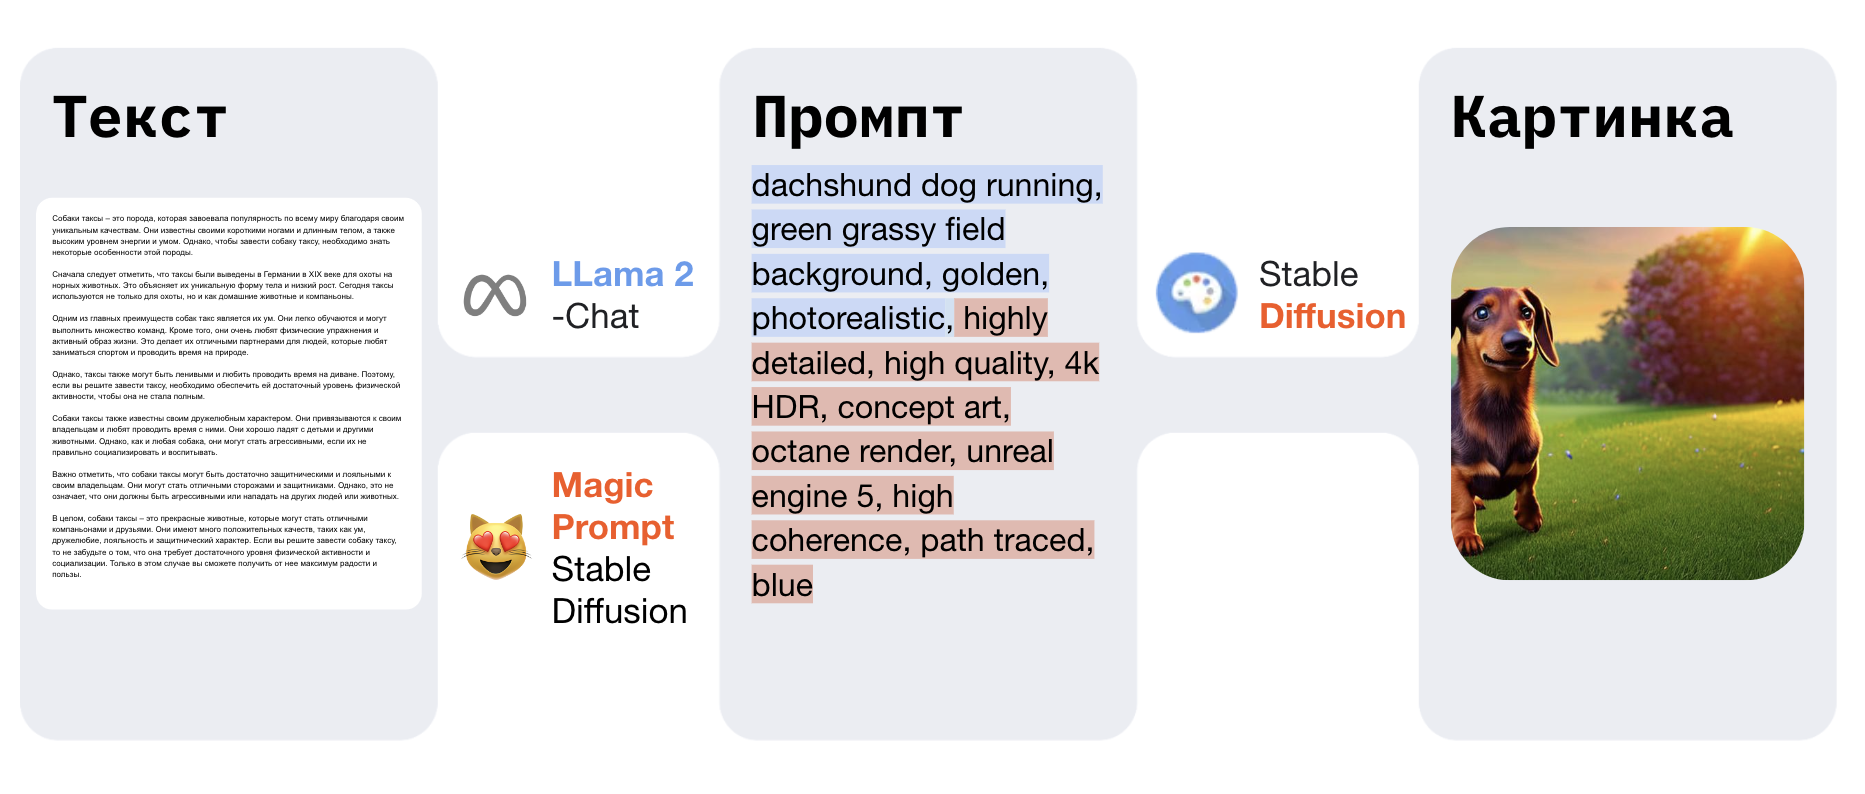 Текст
Собаки таксы – это порода, которая завоевала популярность по всему миру благодаря своим
уникальным качествам. Они известны своими короткими ногами и длинным телом, а также
высоким уровнем энергии и умом. Однако, чтобы завести собаку таксу, необходимо знать
некоторые особенности этой породы.
Сначала следует отметить, что таксы были выведены в Германии в XIX веке для охоты на
норных животных. Это объясняет их уникальную форму тела и низкий рост. Сегодня таксы
используются не только для охоты, но и как домашние животные и компаньоны.
Одним из главных преимуществ собак такс является их ум. Они легко обучаются и могут
выполнить множество команд. Кроме того, они очень любят физические упражнения и
активный образ жизни. Это делает их отличными партнерами для людей, которые любят
заниматься спортом и проводить время на природе.
Однако, таксы также могут быть ленивыми и любить проводить время на диване. Поэтому,
если вы решите завести таксу, необходимо обеспечить ей достаточный уровень физической
активности, чтобы она не стала полным.
Собаки таксы также известны своим дружелюбным характером. Они привязываются к своим
владельцам и любят проводить время с ними. Они хорошо ладят с детьми и другими
животными. Однако, как и любая собака, они могут стать агрессивными, если их не
правильно социализировать и воспитывать.
Важно отметить, что собаки таксы могут быть достаточно защитническими и лояльными к
своим владельцам. Они могут стать отличными сторожами и защитниками. Однако, это не
означает, что они должны быть агрессивными или нападать на других людей или животных.
В целом, собаки таксы – это прекрасные животные, которые могут стать отличными
компаньонами и друзьями. Они имеют много положительных качеств, таких как ум,
дружелюбие, лояльность и защитнический характер. Если вы решите завести собаку таксу,
то не забудьте о том, что она требует достаточного уровня физической активности и
социализации. Только в этом случае вы сможете получить от нее максимум радости и
пользы.
LLama 2
-Chat
Magic
Prompt
Stable
Diffusion
Промпт
dachshund dog running,
green grassy field
background, golden,
photorealistic, highly
detailed, high quality, 4k
HDR, concept art,
octane render, unreal
engine 5, high
coherence, path traced,
blue
Stable
Diffusion
Картинка